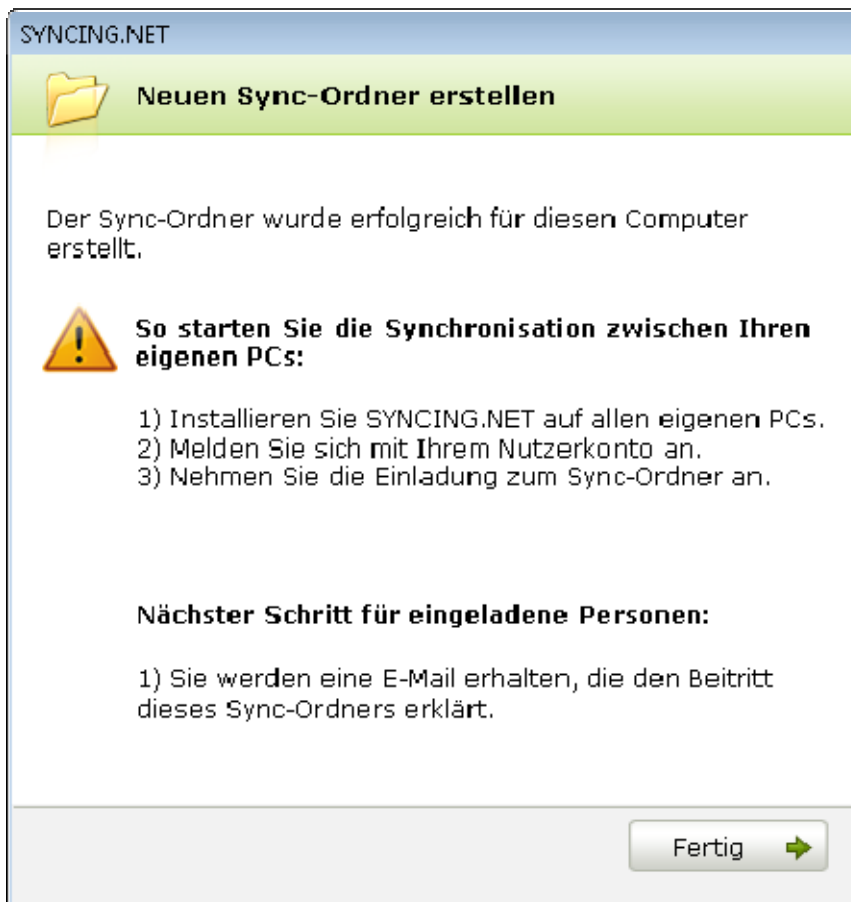 SYNCING.NET
Neuen Sync-Ordner erstellen
Der Sync-Ordner wurde erfolgreich für diesen Computer
erstellt.
So starten Sie die Synchronisation zwischen Ihren
eigenen PCs:
1) Installieren Sie SYNCING.NET auf allen eigenen PCs.
2) Melden Sie sich mit Ihrem Nutzerkonto an.
3) Nehmen Sie die Einladung zum Sync-Ordner an.
Nächster Schritt für eingeladene Personen:
1) Sie werden eine E-Mail erhalten, die den Beitritt
dieses Sync-Ordners erklärt.
Fertig